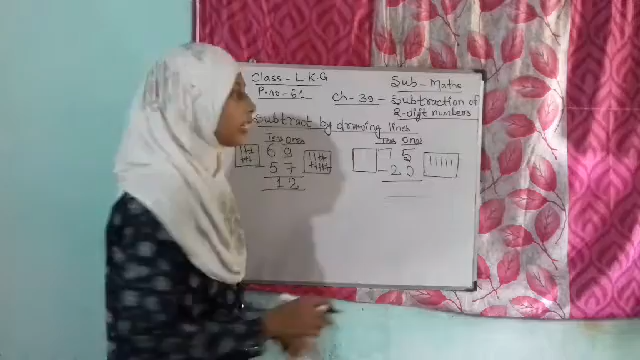 Class - L.K.G
Sub - Maths
P.no - 61
Ch - 30 - Subtraction of
2-digit numbers
Subtract by drawing lines
Tens Ones
6 9
5 7
1 2
Tens Ones
7 5
- 2 0